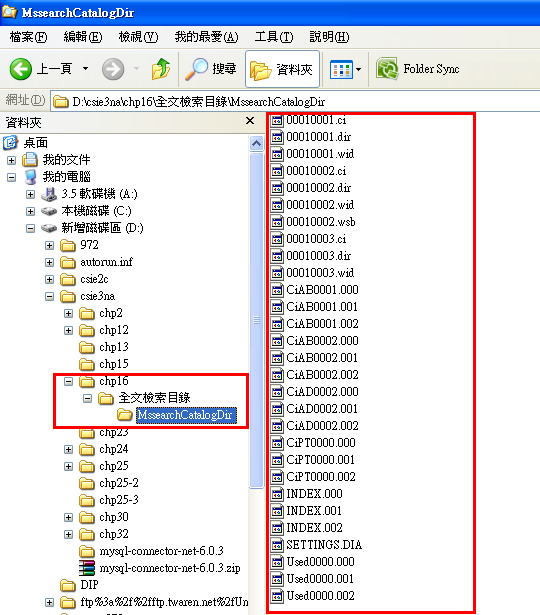 MssearchCatalogDir
檔案(F) 編輯(E) 檢視(V) 我的最愛(A) 工具(T) 說明(H)
上一頁 搜尋 資料夾 Folder Sync
網址(D) D:\csie3na\chp16\全文檢索目錄\MssearchCatalogDir
資料夾
桌面
我的文件
我的電腦
3.5 軟碟機 (A:)
本機磁碟 (C:)
新增磁碟區 (D:)
972
autorun.inf
csie2c
csie3na
chp2
chp12
chp13
chp15
chp16
全文檢索目錄
MssearchCatalogDir
chp23
chp24
chp25
chp25-2
chp25-3
chp30
chp32
mysql-connector-net-6.0.3
mysql-connector-net-6.0.3.zip
DIP
ftp%3a%2f%2fftp.twaren.net%2fUn
00010001.ci
00010001.dir
00010001.wid
00010002.ci
00010002.dir
00010002.wid
00010002.wsb
00010003.ci
00010003.dir
00010003.wid
CiAB0001.000
CiAB0001.001
CiAB0001.002
CiAB0002.000
CiAB0002.001
CiAB0002.002
CiAD0002.000
CiAD0002.001
CiAD0002.002
CiPT0000.000
CiPT0000.001
CiPT0000.002
INDEX.000
INDEX.001
INDEX.002
SETTINGS.DIA
Used0000.000
Used0000.001
Used0000.002